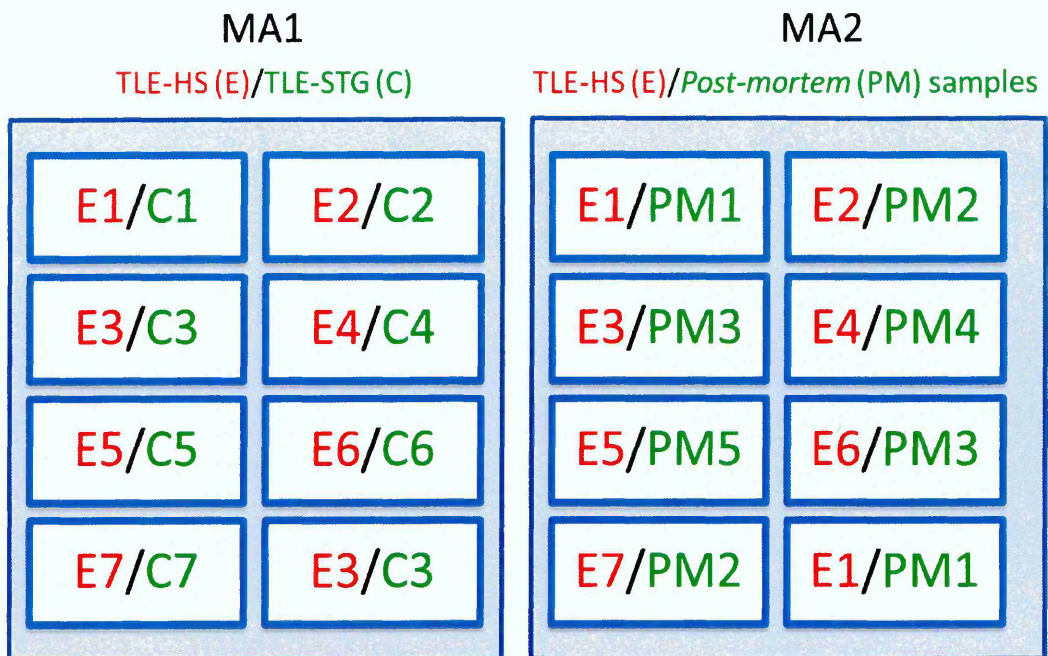 MA1
TLE-HS (E)/TLE-STG (C)
E1/C1 E2/C2
E3/C3 E4/C4
E5/C5 E6/C6
E7/C7 E3/C3
MA2
TLE-HS (E)/Post-mortem (PM) samples
E1/PM1 E2/PM2
E3/PM3 E4/PM4
E5/PM5 E6/PM3
E7/PM2 E1/PM1